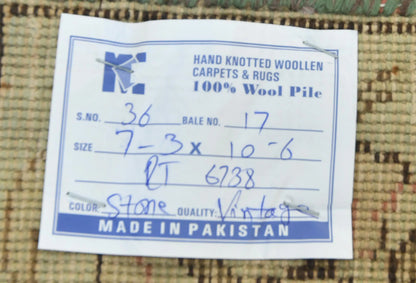 HAND KNOTTED WOOLLEN
CARPETS & RUGS
100% Wool Pile
S.NO. 36 BALE NO. 17
SIZE 7-3 x 10-6
RT 6738
COLOR: Stone QUALITY: Vintage
MADE IN PAKISTAN